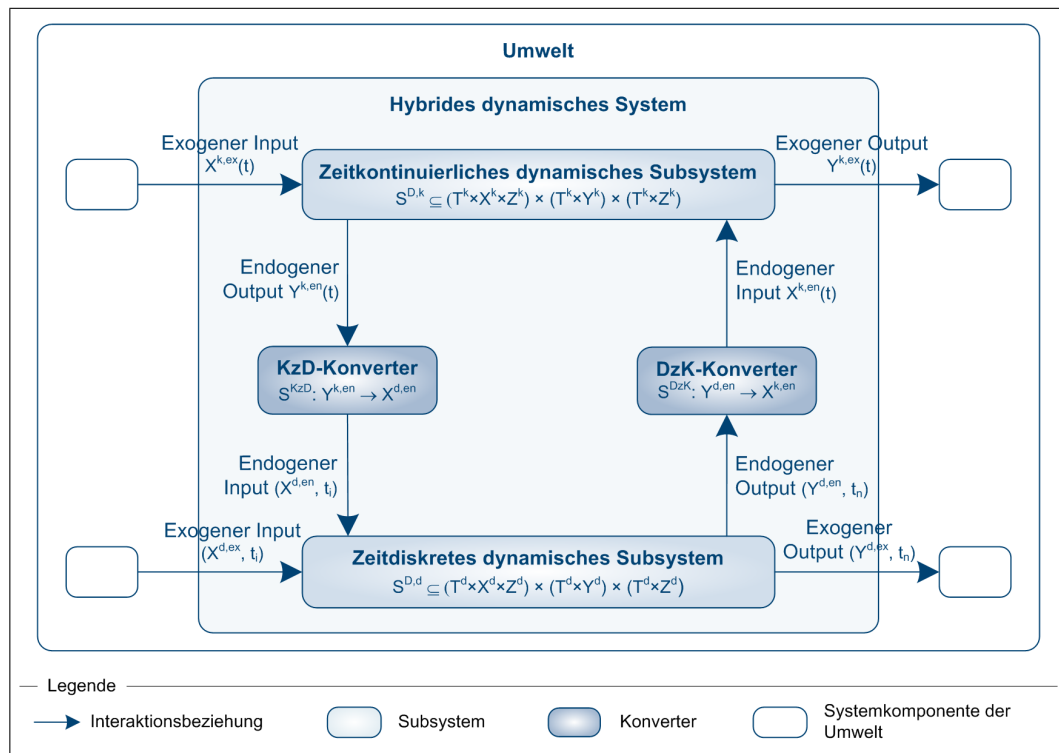 Umwelt
Hybrides dynamisches System
Exogener Input
X^k,ex(t)
Zeitkontinuierliches dynamisches Subsystem
S^D,k ⊆ (T^k×X^k×Z^k) × (T^k×Y^k) × (T^k×Z^k)
Exogener Output
Y^k,ex(t)
Endogener
Output Y^k,en(t)
Endogener
Input X^k,en(t)
KzD-Konverter
S^KzD: Y^k,en → X^d,en
DzK-Konverter
S^DzK: Y^d,en → X^k,en
Endogener
Input (X^d,en, t_i)
Endogener
Output (Y^d,en, t_n)
Exogener Input
(X^d,ex, t_i)
Zeitdiskretes dynamisches Subsystem
S^D,d ⊆ (T^d×X^d×Z^d) × (T^d×Y^d) × (T^d×Z^d)
Exogener
Output (Y^d,ex, t_n)
Legende
Interaktionsbeziehung
Subsystem
Konverter
Systemkomponente der
Umwelt